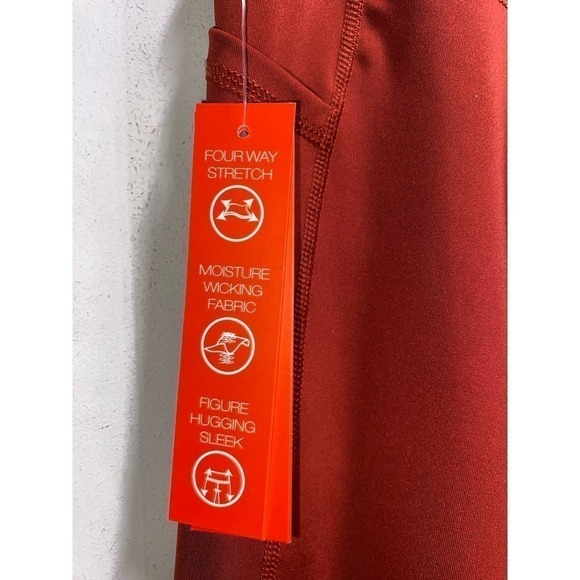 FOUR WAY
STRETCH
MOISTURE
WICKING
FABRIC
FIGURE
HUGGING
SLEEK